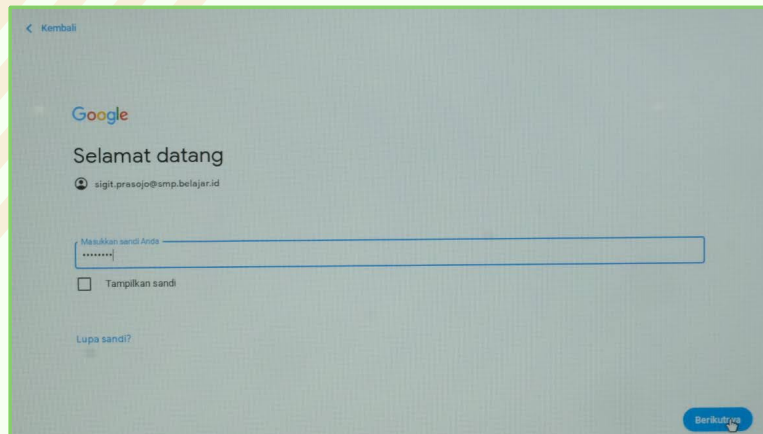 Kembali
Google
Selamat datang
sigit.prasojo@smp.belajar.id
Masukkan sandi Anda
••••••••
Tampilkan sandi
Lupa sandi?
Berikutnya